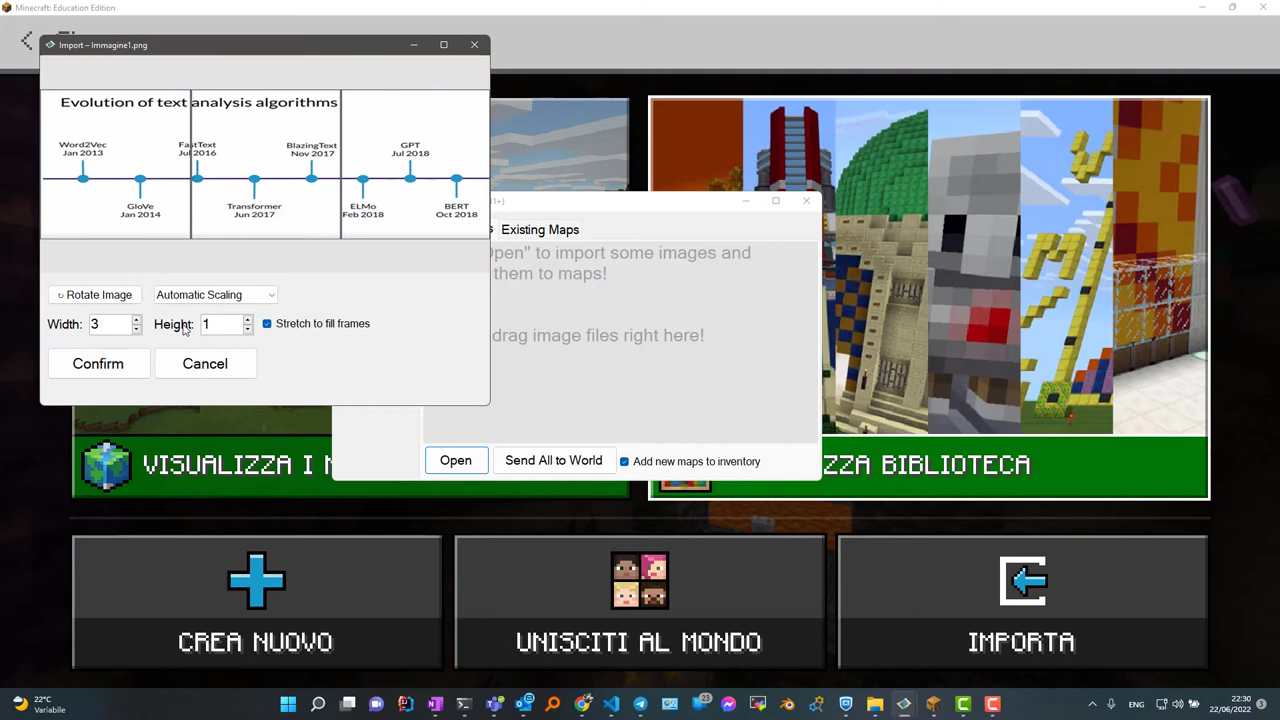 Minecraft: Education Edition
Import – Immagine1.png
Evolution of text analysis algorithms
Word2Vec
Jan 2013
FastText
Jul 2016
BlazingText
Nov 2017
GPT
Jul 2018
GloVe
Jan 2014
Transformer
Jun 2017
ELMo
Feb 2018
BERT
Oct 2018
Rotate Image
Automatic Scaling
Width: 3
Height: 1
Stretch to fill frames
Confirm
Cancel
Existing Maps
pen" to import some images and
them to maps!
drag image files right here!
Open
Send All to World
Add new maps to inventory
VISUALIZZA I
ZZA BIBLIOTECA
CREA NUOVO
UNISCITI AL MONDO
IMPORTA
22°C
Variabile
23
ENG
22:30
22/06/2022
3